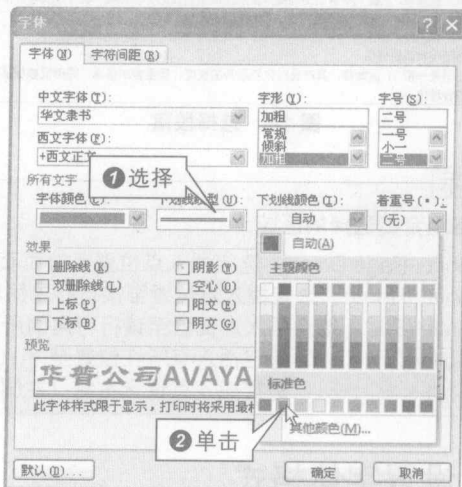 字体
字体(N) 字符间距(R)
中文字体(T): 字形(Y): 字号(S):
华文隶书 加粗 二号
西文字体(F): 常规 一号
+西文正文 倾斜 小一
加粗 二号
❶选择
所有文字
字体颜色(C): 下划线线型(U): 下划线颜色(I): 着重号(·):
自动 (无)
效果
删除线(K) 阴影(W)
双删除线(L) 空心(O)
上标(P) 阳文(E)
下标(B) 阴文(G)
自动(A)
主题颜色
标准色
其他颜色(M)...
预览
华普公司AVAYA
此字体样式限于显示，打印时将采用最
❷单击
默认(D)... 确定 取消